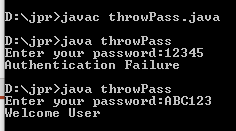 D:\jpr>javac throwPass.java
D:\jpr>java throwPass
Enter your password:12345
Authentication Failure
D:\jpr>java throwPass
Enter your password:ABC123
Welcome User